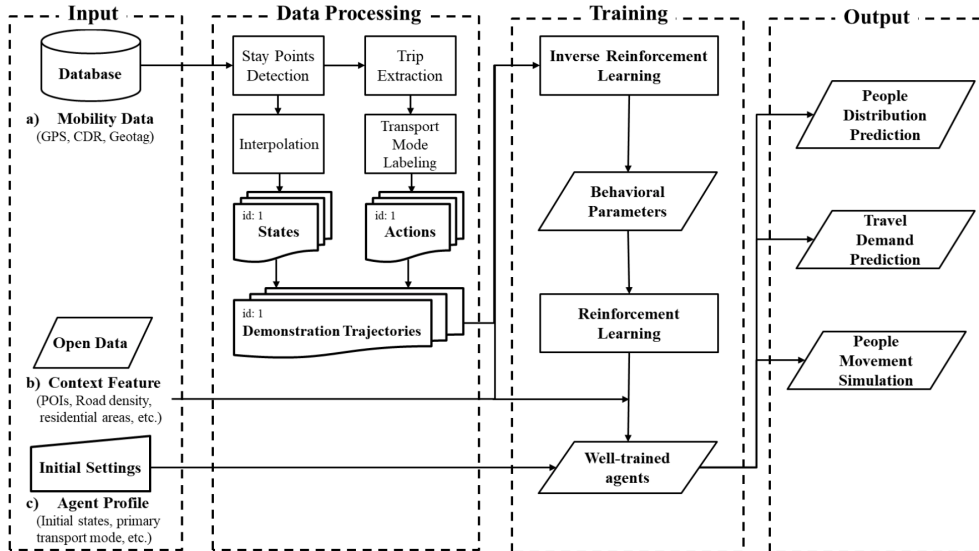 Input
Database
a) Mobility Data
(GPS, CDR, Geotag)
Open Data
b) Context Feature
(POIs, Road density,
residential areas, etc.)
Initial Settings
c) Agent Profile
(Initial states, primary
transport mode, etc.)
Data Processing
Stay Points
Detection
Trip
Extraction
Interpolation
Transport
Mode
Labeling
id: 1
States
id: 1
Actions
id: 1
Demonstration Trajectories
Training
Inverse Reinforcement
Learning
Behavioral
Parameters
Reinforcement
Learning
Well-trained
agents
Output
People
Distribution
Prediction
Travel
Demand
Prediction
People
Movement
Simulation